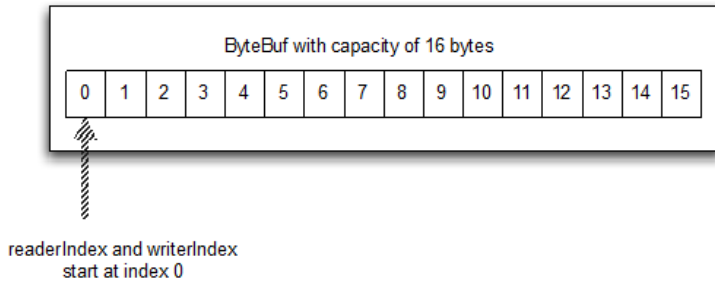 ByteBuf with capacity of 16 bytes
0 1 2 3 4 5 6 7 8 9 10 11 12 13 14 15
readerIndex and writerIndex
start at index 0